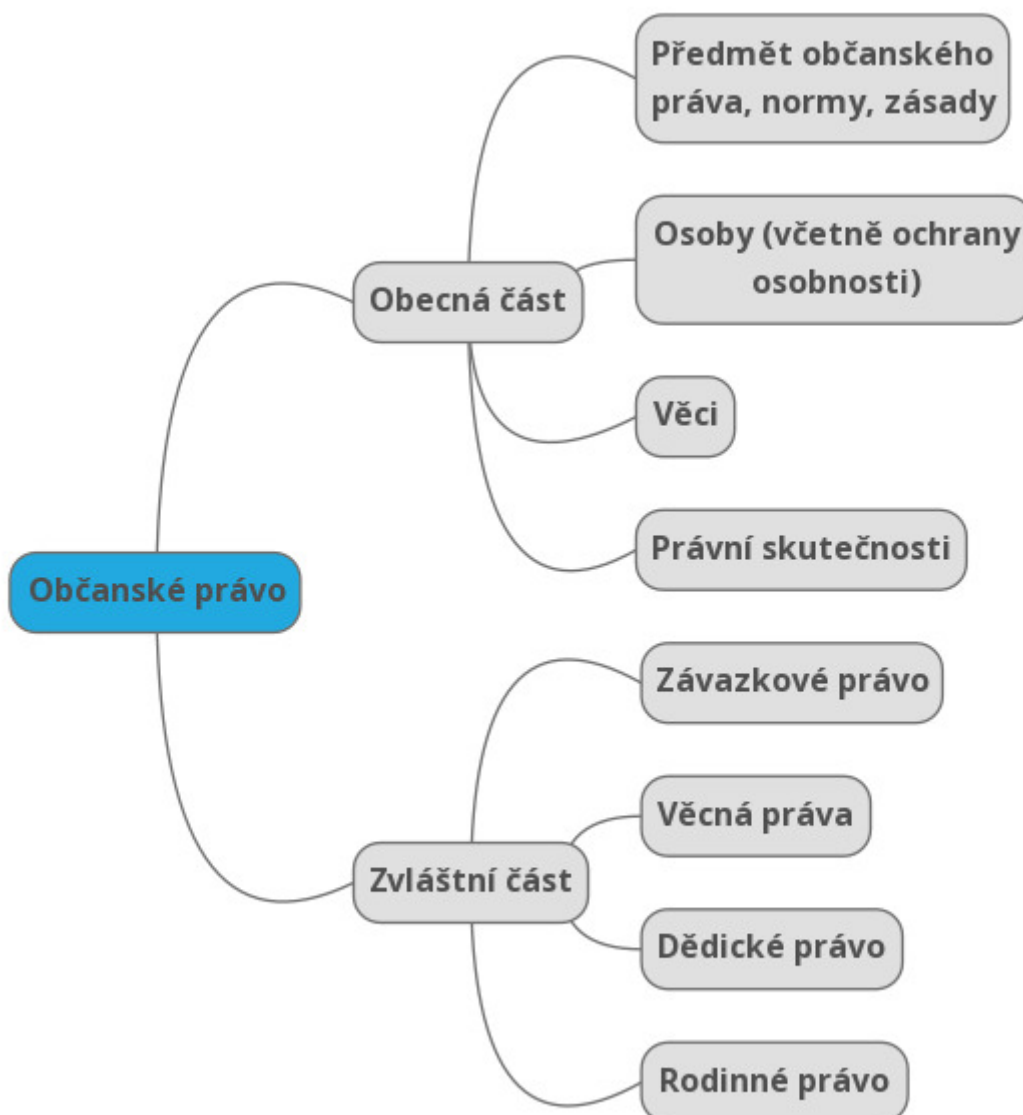 Předmět občanského
práva, normy, zásady
Osoby (včetně ochrany
osobnosti)
Obecná část
Věci
Právní skutečnosti
Občanské právo
Závazkové právo
Věcná práva
Zvláštní část
Dědické právo
Rodinné právo